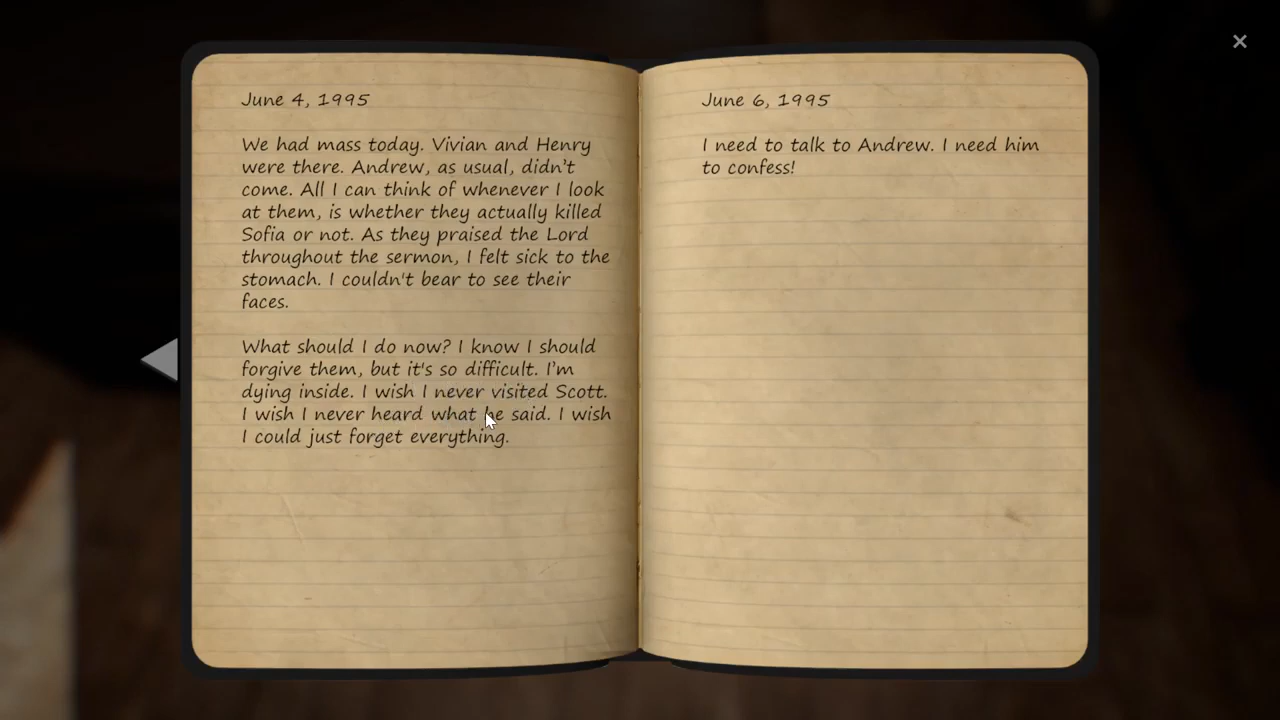 June 4, 1995
We had mass today. Vivian and Henry
were there. Andrew, as usual, didn't
come. All I can think of whenever I look
at them, is whether they actually killed
Sofia or not. As they praised the Lord
throughout the sermon, I felt sick to the
stomach. I couldn't bear to see their
faces.
What should I do now? I know I should
forgive them, but it's so difficult. I'm
dying inside. I wish I never visited Scott.
I wish I never heard what he said. I wish
I could just forget everything.
June 6, 1995
I need to talk to Andrew. I need him
to confess!